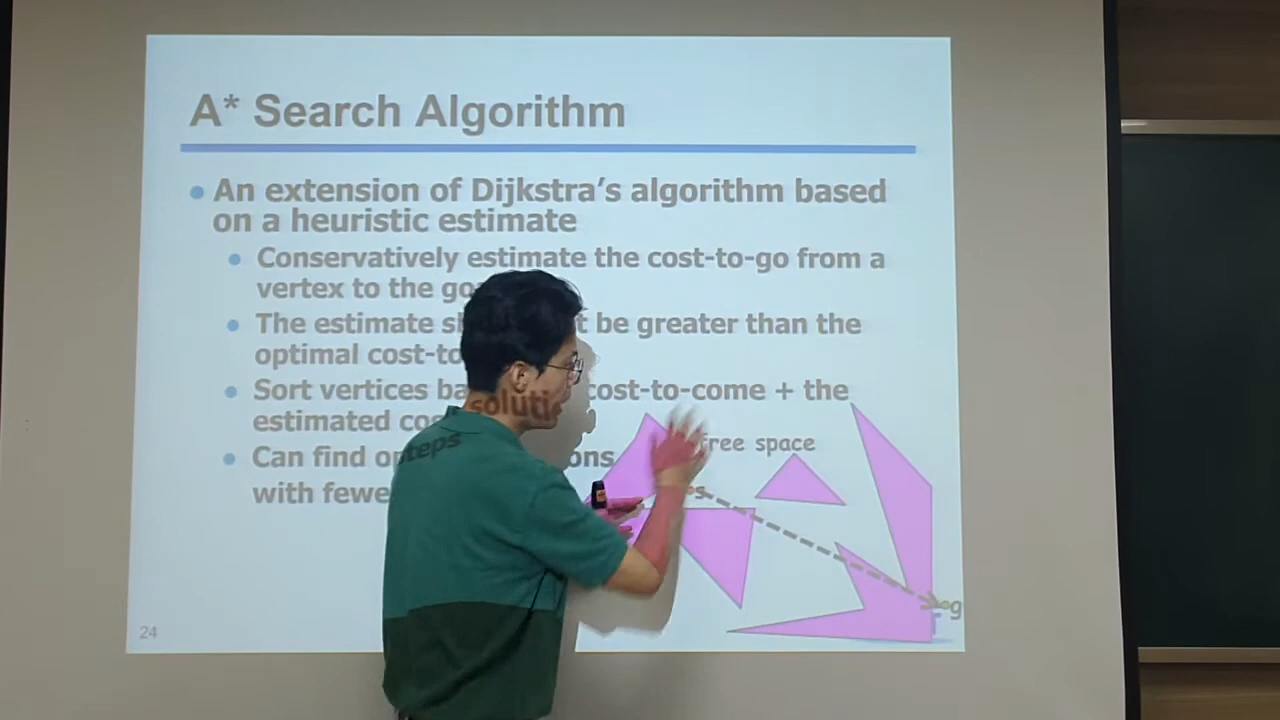 A* Search Algorithm
An extension of Dijkstra's algorithm based
on a heuristic estimate
Conservatively estimate the cost-to-go from a
vertex to the
The estimate be greater than the
optimal
Sort vertices cost-to-come + the
estimated
Can find
with
free space
s
g
24